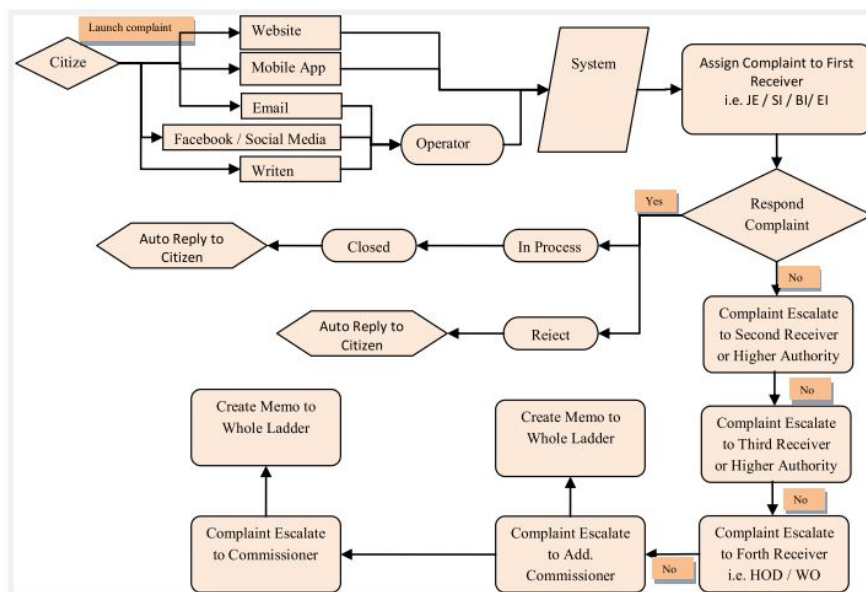 Launch complaint
Citize
Website
Mobile App
Email
Facebook / Social Media
Writen
Operator
System
Assign Complaint to First
Receiver
i.e. JE / SI / BI/ EI
Yes
Respond
Complaint
Auto Reply to
Citizen
Closed
In Process
No
Auto Reply to
Citizen
Reject
Complaint Escalate
to Second Receiver
or Higher Authority
No
Create Memo to
Whole Ladder
Create Memo to
Whole Ladder
Complaint Escalate
to Third Receiver
or Higher Authority
No
Complaint Escalate
to Commissioner
Complaint Escalate
to Add.
Commissioner
No
Complaint Escalate
to Forth Receiver
i.e. HOD / WO